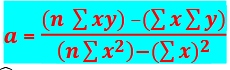 a = (n ∑ xy) −(∑ x ∑ y) / (n ∑ x²)−(∑ x)²